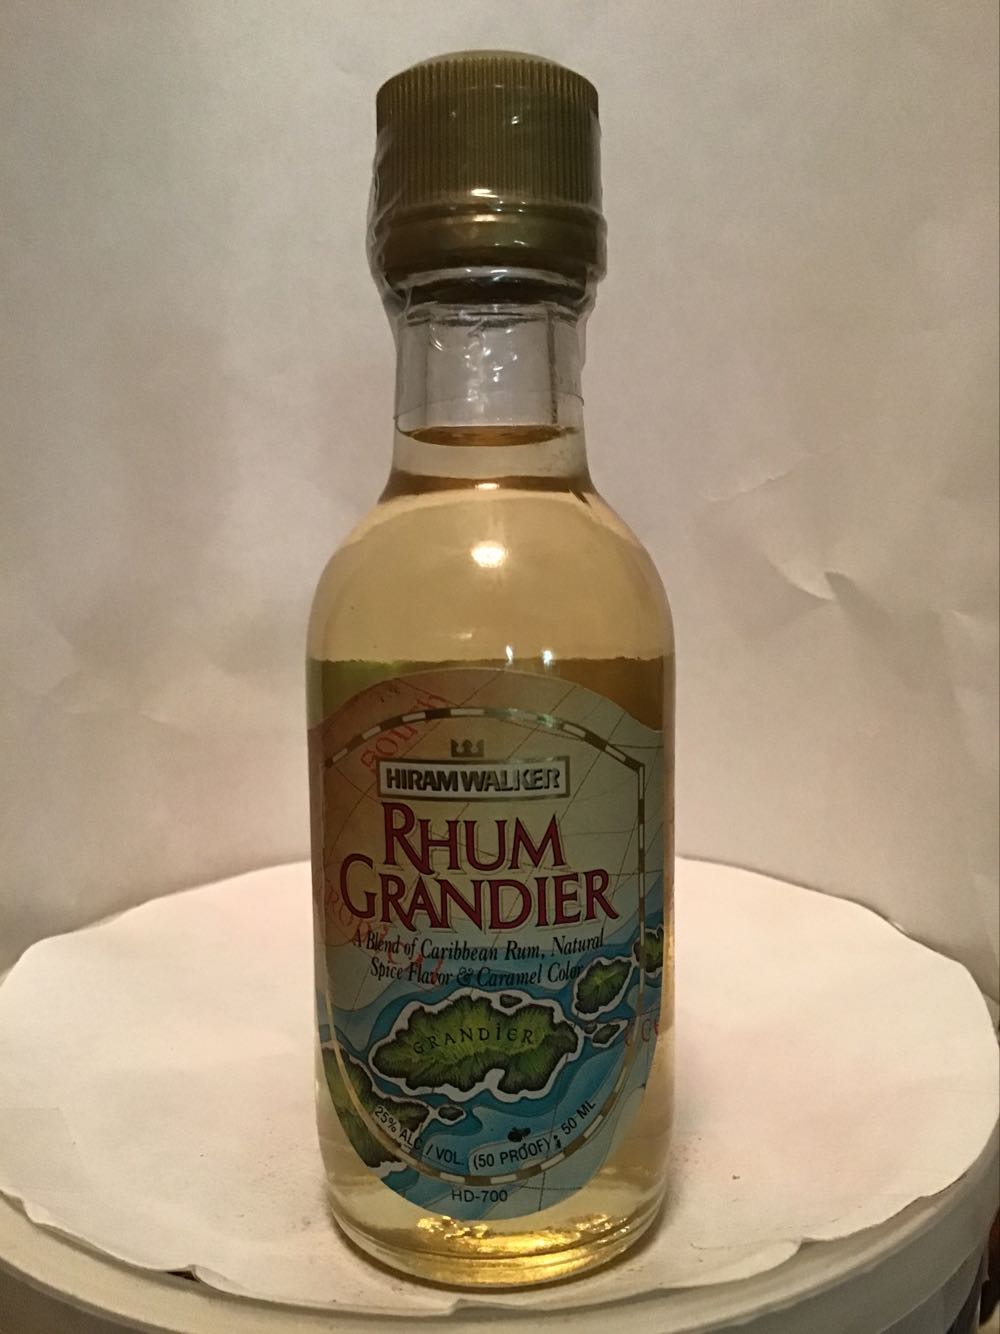 SOUTH
HIRAM WALKER
RHUM
GRANDIER
A Blend of Caribbean Rum, Natural
Spice Flavor & Caramel Color
GRANDIER
25% ALC / VOL. (50 PROOF) • 50 ML
HD-700